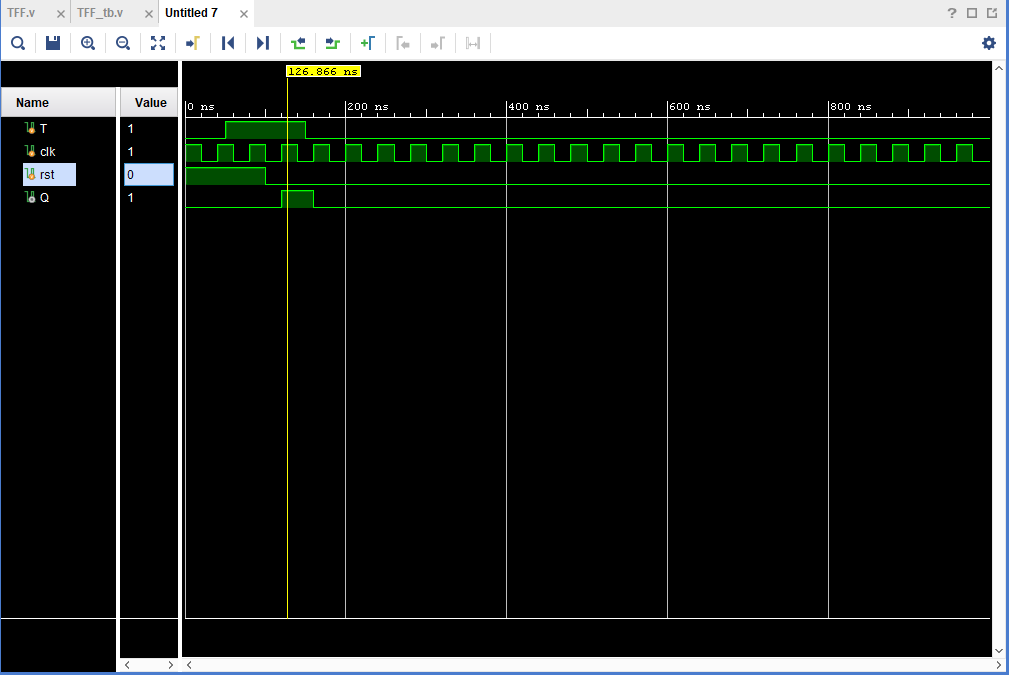 TFF.v TFF_tb.v Untitled 7
126.866 ns
Name Value
0 ns 200 ns 400 ns 600 ns 800 ns
T 1
clk 1
rst 0
Q 1